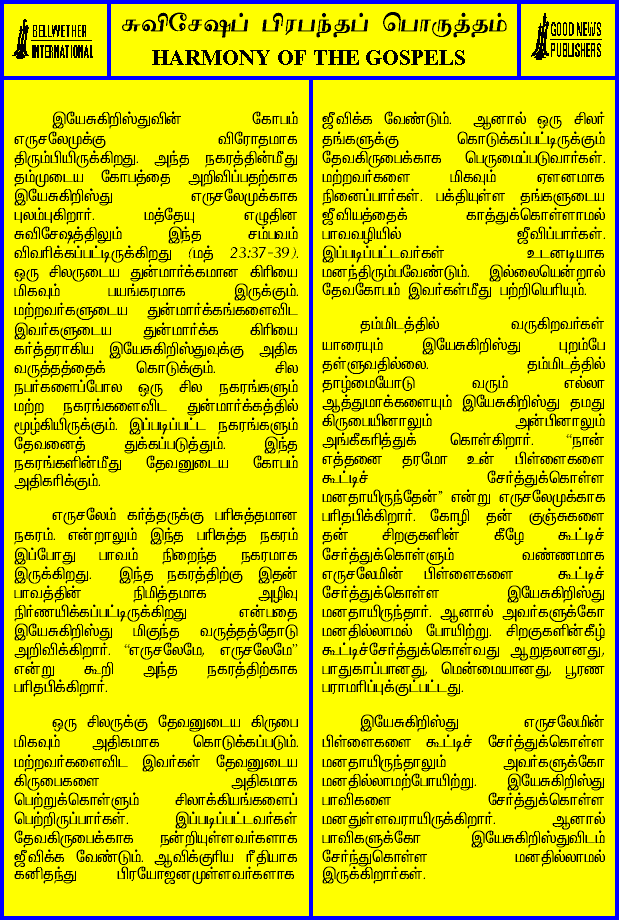 BELLWETHER
INTERNATIONAL
சுவிசேஷப் பிரபந்தப் பொருத்தம்
HARMONY OF THE GOSPELS
GOOD NEWS
PUBLISHERS
இயேசுகிறிஸ்துவின் கோபம்
எருசலேமுக்கு விரோதமாக
திரும்பியிருக்கிறது. அந்த நகரத்தின்மீது
தம்முடைய கோபத்தை அறிவிப்பதற்காக
இயேசுகிறிஸ்து எருசலேமுக்காக
புலம்புகிறார். மத்தேயு எழுதின
சுவிசேஷத்திலும் இந்த சம்பவம்
விவரிக்கப்பட்டிருக்கிறது (மத் 23:37-39).
ஒரு சிலருடைய துன்மார்க்கமான கிரியை
மிகவும் பயங்கரமாக இருக்கும்.
மற்றவர்களுடைய துன்மார்க்கங்களைவிட
இவர்களுடைய துன்மார்க்க கிரியை
கர்த்தராகிய இயேசுகிறிஸ்துவுக்கு அதிக
வருத்தத்தைக் கொடுக்கும். சில
நபர்களைப்போல ஒரு சில நகரங்களும்
மற்ற நகரங்களைவிட துன்மார்க்கத்தில்
மூழ்கியிருக்கும். இப்படிப்பட்ட நகரங்களும்
தேவனைத் துக்கப்படுத்தும். இந்த
நகரங்களின்மீது தேவனுடைய கோபம்
அதிகரிக்கும்.
எருசலேம் கர்த்தருக்கு பரிசுத்தமான
நகரம். என்றாலும் இந்த பரிசுத்த நகரம்
இப்போது பாவம் நிறைந்த நகரமாக
இருக்கிறது. இந்த நகரத்திற்கு இதன்
பாவத்தின் நிமித்தமாக அழிவு
நிர்ணயிக்கப்பட்டிருக்கிறது என்பதை
இயேசுகிறிஸ்து மிகுந்த வருத்தத்தோடு
அறிவிக்கிறார். “எருசலேமே, எருசலேமே”
என்று கூறி அந்த நகரத்திற்காக
பரிதபிக்கிறார்.
ஒரு சிலருக்கு தேவனுடைய கிருபை
மிகவும் அதிகமாக கொடுக்கப்படும்.
மற்றவர்களைவிட இவர்கள் தேவனுடைய
கிருபைகளை அதிகமாக
பெற்றுக்கொள்ளும் சிலாக்கியங்களைப்
பெற்றிருப்பார்கள். இப்படிப்பட்டவர்கள்
தேவகிருபைக்காக நன்றியுள்ளவர்களாக
ஜீவிக்க வேண்டும். ஆவிக்குரிய ரீதியாக
கனிதந்து பிரயோஜனமுள்ளவர்களாக
ஜீவிக்க வேண்டும். ஆனால் ஒரு சிலர்
தங்களுக்கு கொடுக்கப்பட்டிருக்கும்
தேவகிருபைக்காக பெருமைப்படுவார்கள்.
மற்றவர்களை மிகவும் ஏளனமாக
நினைப்பார்கள். பக்தியுள்ள தங்களுடைய
ஜீவியத்தைக் காத்துக்கொள்ளாமல்
பாவவழியில் ஜீவிப்பார்கள்.
இப்படிப்பட்டவர்கள் உடனடியாக
மனந்திரும்பவேண்டும். இல்லையென்றால்
தேவகோபம் இவர்கள்மீது பற்றியெரியும்.
தம்மிடத்தில் வருகிறவர்கள்
யாரையும் இயேசுகிறிஸ்து புறம்பே
தள்ளுவதில்லை. தம்மிடத்தில்
தாழ்மையோடு வரும் எல்லா
ஆத்துமாக்களையும் இயேசுகிறிஸ்து தமது
கிருபையினாலும் அன்பினாலும்
அங்கீகரித்துக் கொள்கிறார். “நான்
எத்தனை தரமோ உன் பிள்ளைகளை
கூட்டிச் சேர்த்துக்கொள்ள
மனதாயிருந்தேன்” என்று எருசலேமுக்காக
பரிதபிக்கிறார். கோழி தன் குஞ்சுகளை
தன் சிறகுகளின் கீழே கூட்டிச்
சேர்த்துக்கொள்ளும் வண்ணமாக
எருசலேமின் பிள்ளைகளை கூட்டிச்
சேர்த்துக்கொள்ள இயேசுகிறிஸ்து
மனதாயிருந்தார். ஆனால் அவர்களுக்கோ
மனதில்லாமல் போயிற்று. சிறகுகளின்கீழ்
கூட்டிச்சேர்த்துக்கொள்வது ஆறுதலானது,
பாதுகாப்பானது, மென்மையானது, பூரண
பராமரிப்புக்குட்பட்டது.
இயேசுகிறிஸ்து எருசலேமின்
பிள்ளைகளை கூட்டிச் சேர்த்துக்கொள்ள
மனதாயிருந்தாலும் அவர்களுக்கோ
மனதில்லாமற்போயிற்று. இயேசுகிறிஸ்து
பாவிகளை சேர்த்துக்கொள்ள
மனதுள்ளவராயிருக்கிறார். ஆனால்
பாவிகளுக்கோ இயேசுகிறிஸ்துவிடம்
சேர்ந்துகொள்ள மனதில்லாமல்
இருக்கிறார்கள்.